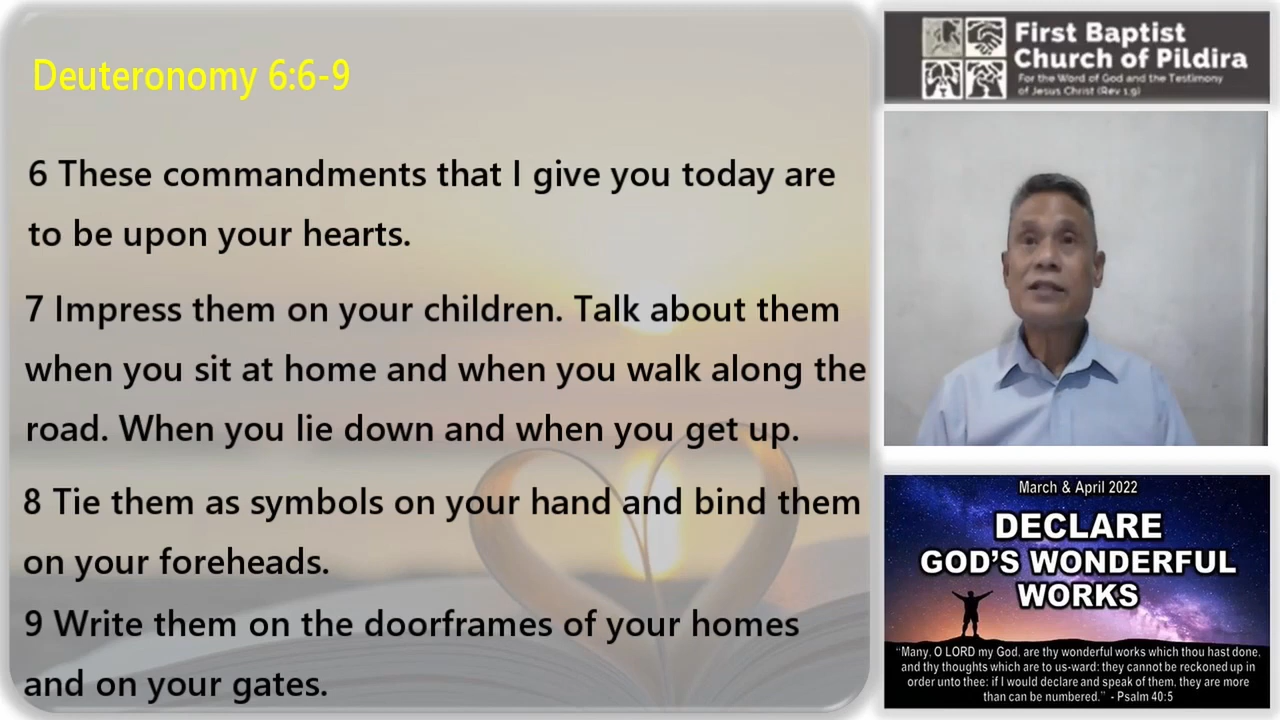 Deuteronomy 6:6-9
6 These commandments that I give you today are
to be upon your hearts.
7 Impress them on your children. Talk about them
when you sit at home and when you walk along the
road. When you lie down and when you get up.
8 Tie them as symbols on your hand and bind them
on your foreheads.
9 Write them on the doorframes of your homes
and on your gates.
First Baptist
Church of Pildira
For the Word of God and the Testimony
of Jesus Christ (Rev 1:9)
March & April 2022
DECLARE
GOD'S WONDERFUL
WORKS
"Many, O LORD my God, are thy wonderful works which thou hast done,
and thy thoughts which are to us-ward: they cannot be reckoned up in
order unto thee: if I would declare and speak of them, they are more
than can be numbered." - Psalm 40:5